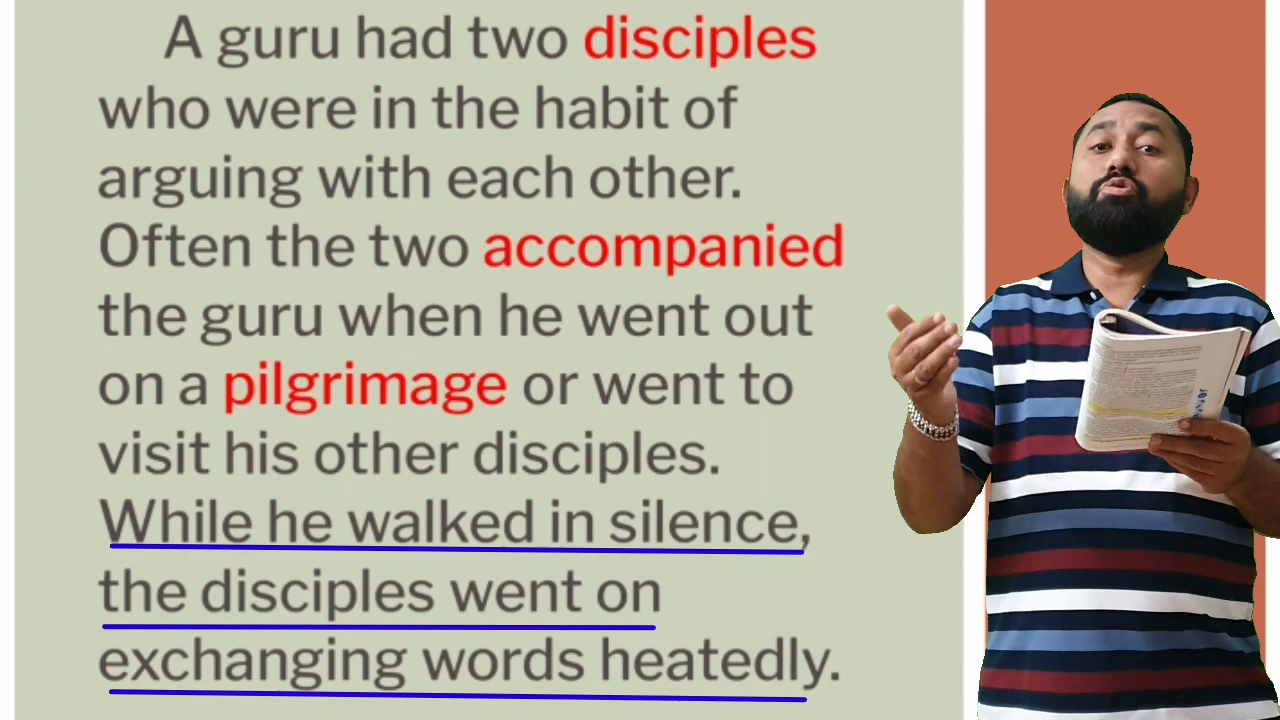 A guru had two disciples
who were in the habit of
arguing with each other.
Often the two accompanied
the guru when he went out
on a pilgrimage or went to
visit his other disciples.
While he walked in silence,
the disciples went on
exchanging words heatedly.